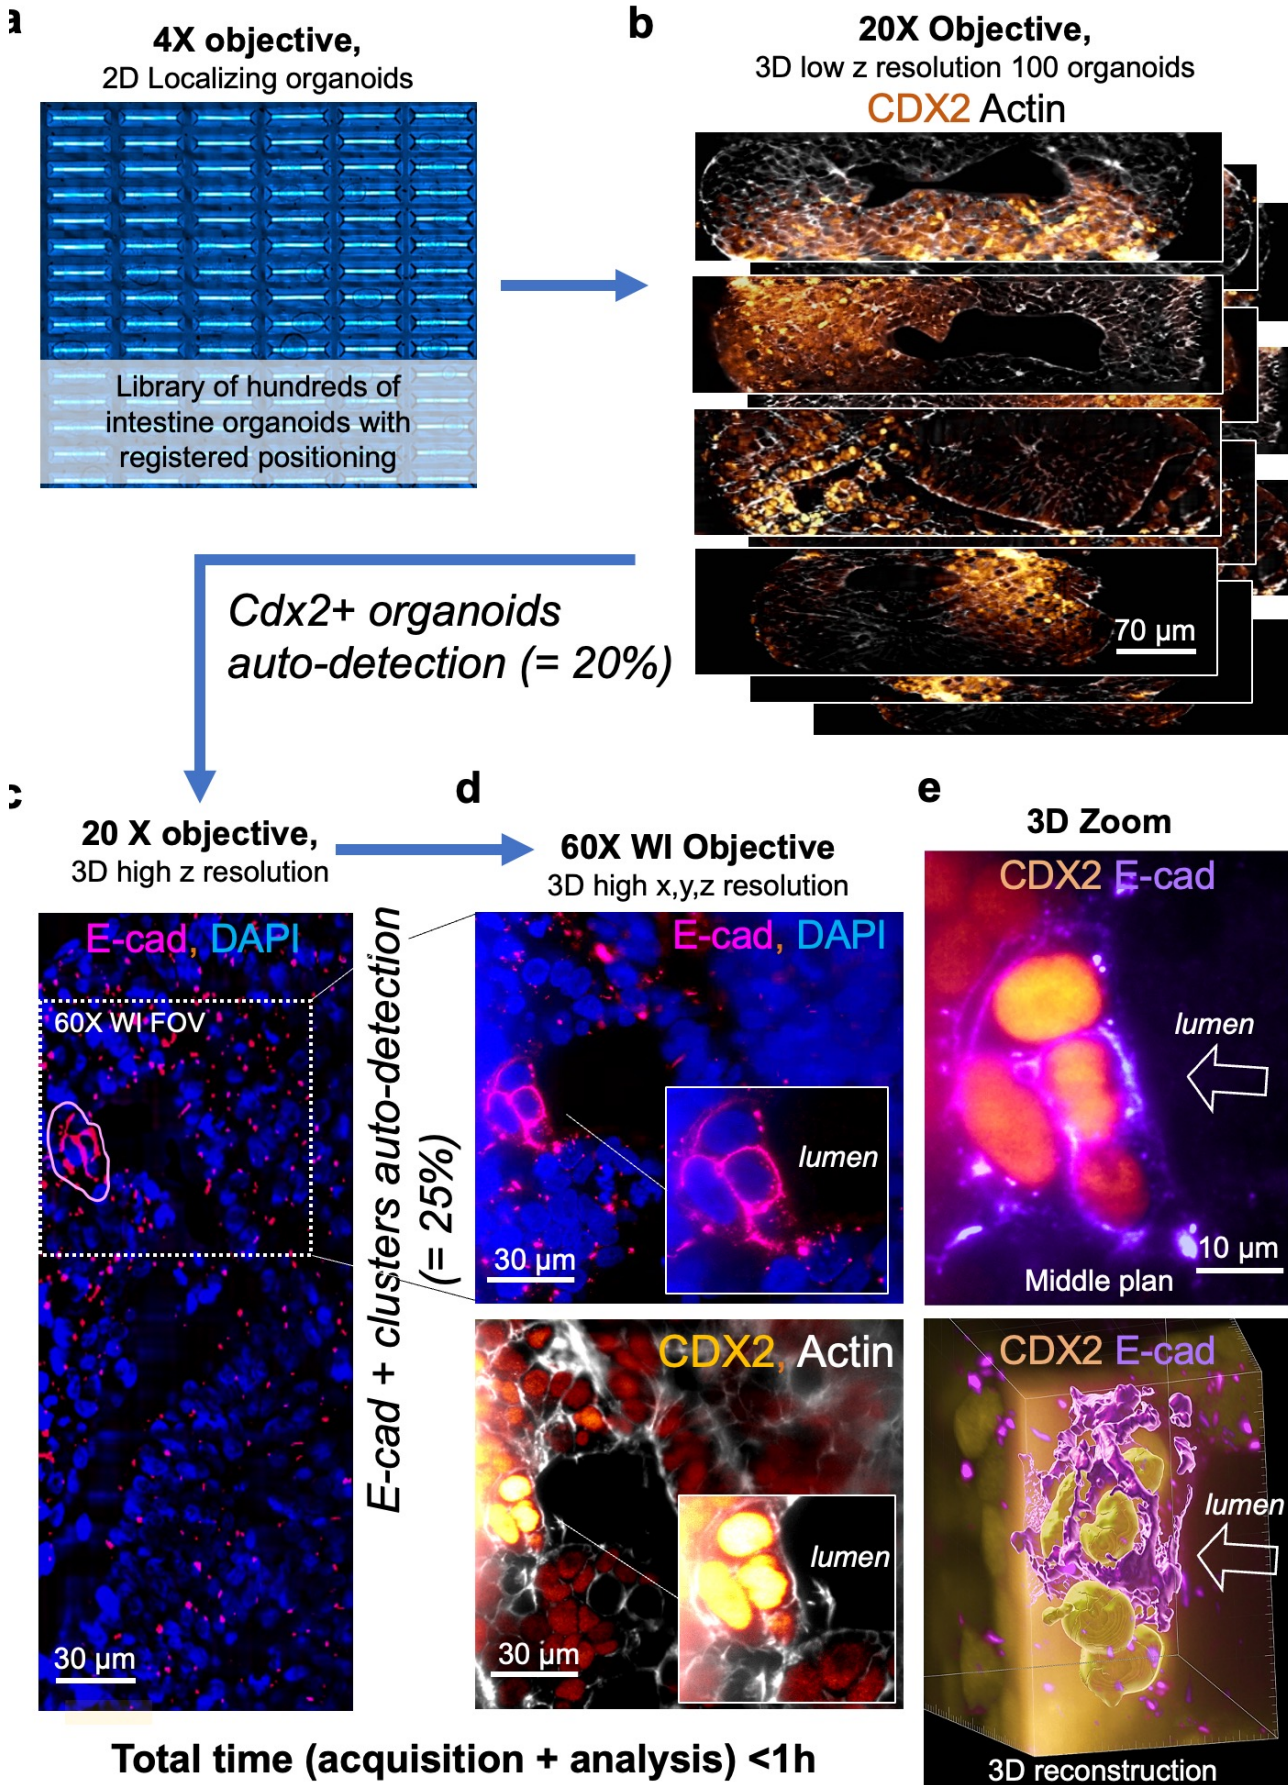 a
4X objective,
2D Localizing organoids
Library of hundreds of
intestine organoids with
registered positioning
b
20X Objective,
3D low z resolution 100 organoids
CDX2 Actin
70 µm
Cdx2+ organoids
auto-detection (= 20%)
c
20 X objective,
3D high z resolution
E-cad, DAPI
60X WI FOV
30 µm
E-cad + clusters auto-detection
(= 25%)
d
60X WI Objective
3D high x,y,z resolution
E-cad, DAPI
lumen
30 µm
CDX2, Actin
lumen
30 µm
e
3D Zoom
CDX2 E-cad
lumen
10 µm
Middle plan
CDX2 E-cad
lumen
3D reconstruction
Total time (acquisition + analysis) <1h